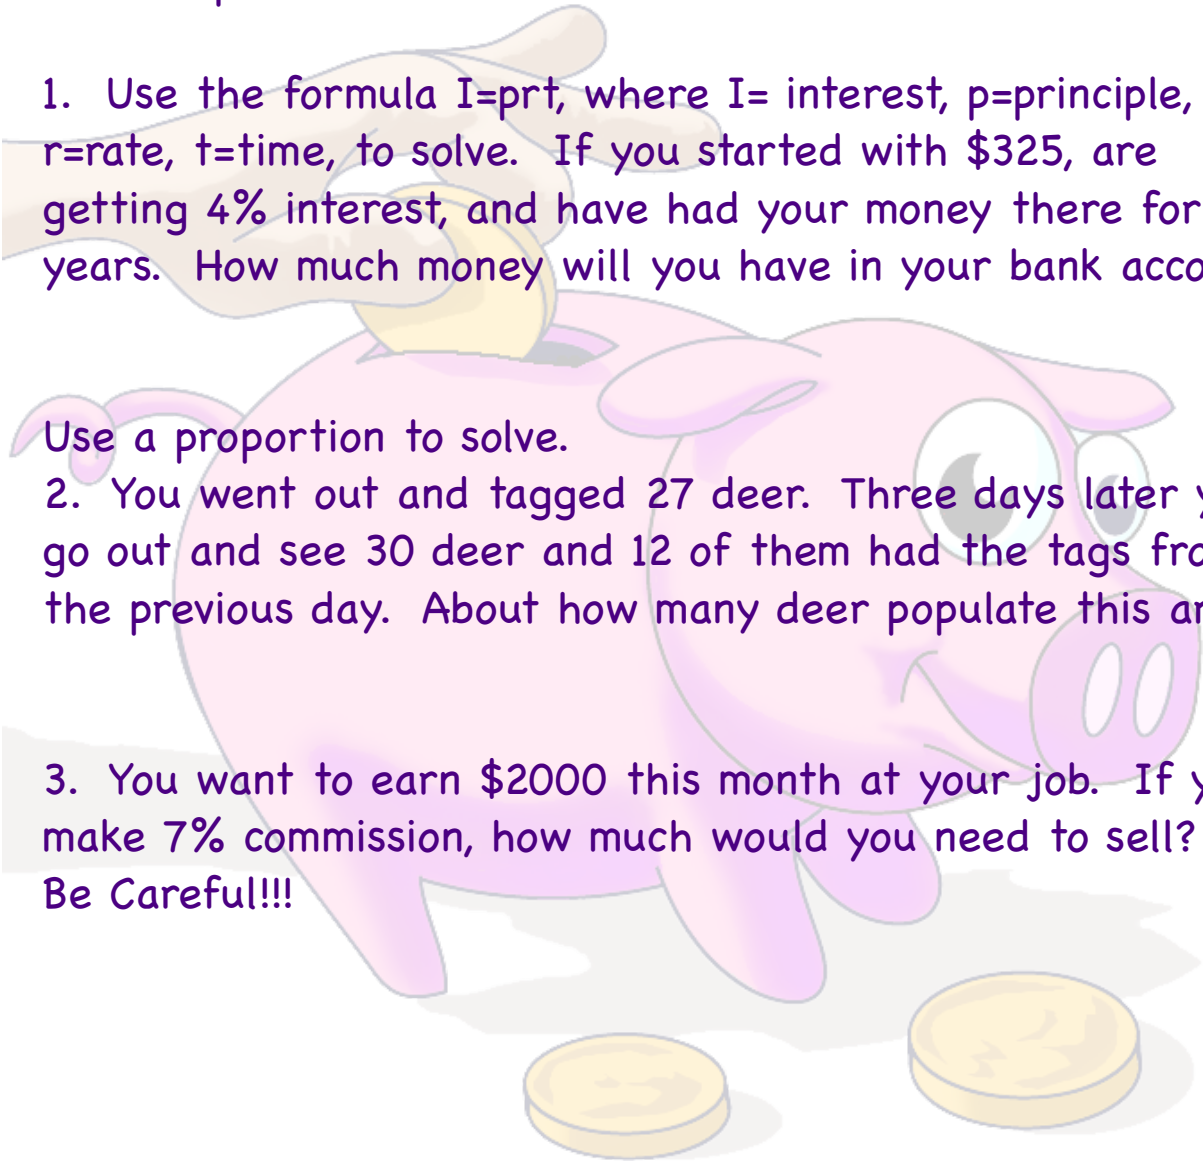 1. Use the formula I=prt, where I= interest, p=principle,
r=rate, t=time, to solve. If you started with $325, are
getting 4% interest, and have had your money there for
years. How much money will you have in your bank
Use a proportion to solve.
2. You went out and tagged 27 deer. Three days later
go out and see 30 deer and 12 of them had the tags
the previous day. About how many deer populate this
3. You want to earn $2000 this month at your job. If
make 7% commission, how much would you need to sell?
Be Careful!!!